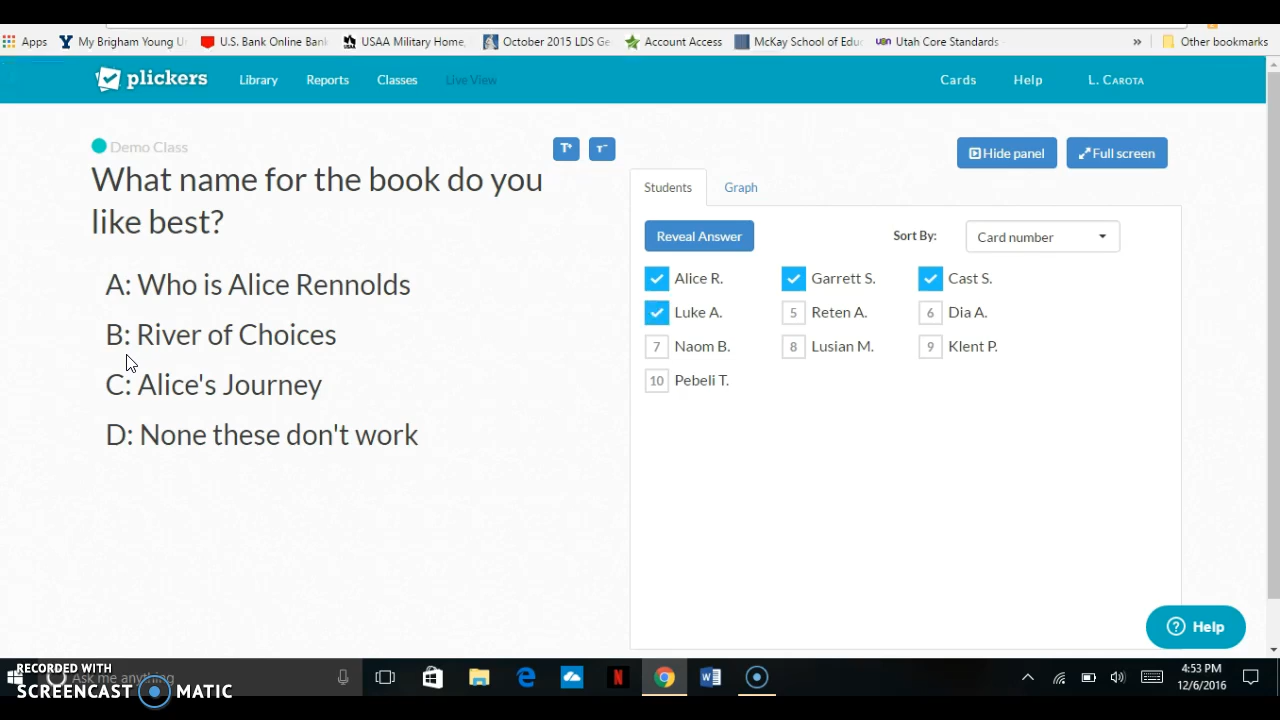 Apps My Brigham Young U U.S. Bank Online Bank USAA Military Home, October 2015 LDS Ge Account Access McKay School of Edu Utah Core Standards » Other bookmarks
plickers Library Reports Classes Live View Cards Help L. CAROTA
Demo Class T+ T- Hide panel Full screen
What name for the book do you
like best?
A: Who is Alice Rennolds
B: River of Choices
C: Alice's Journey
D: None these don't work
Students Graph
Reveal Answer Sort By: Card number
Alice R. Garrett S. Cast S.
Luke A. 5 Reten A. 6 Dia A.
7 Naom B. 8 Lusian M. 9 Klent P.
10 Pebeli T.
? Help
RECORDED WITH
SCREENCAST MATIC
Ask me anything
4:53 PM
12/6/2016